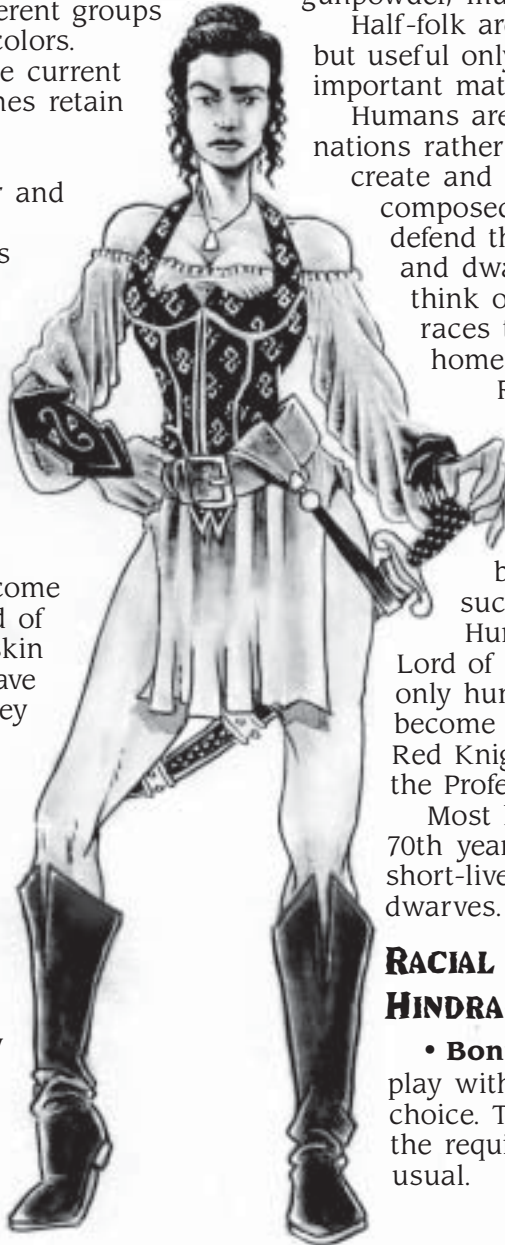 erent groups
colors.
e current
nes retain
and
s
come
d of
skin
ave
ey
y
gunpowder,
Half-folk are
but useful only
important mat
Humans are
nations rather
create and
composed
defend th
and dwa
think o
races t
home
b
suc
Lord of
only hum
become
Red Knig
the Profe
Most
70th year
short-live
dwarves.
RACIAL
HINDRA
• Bon
play with
choice. T
the requi
usual.